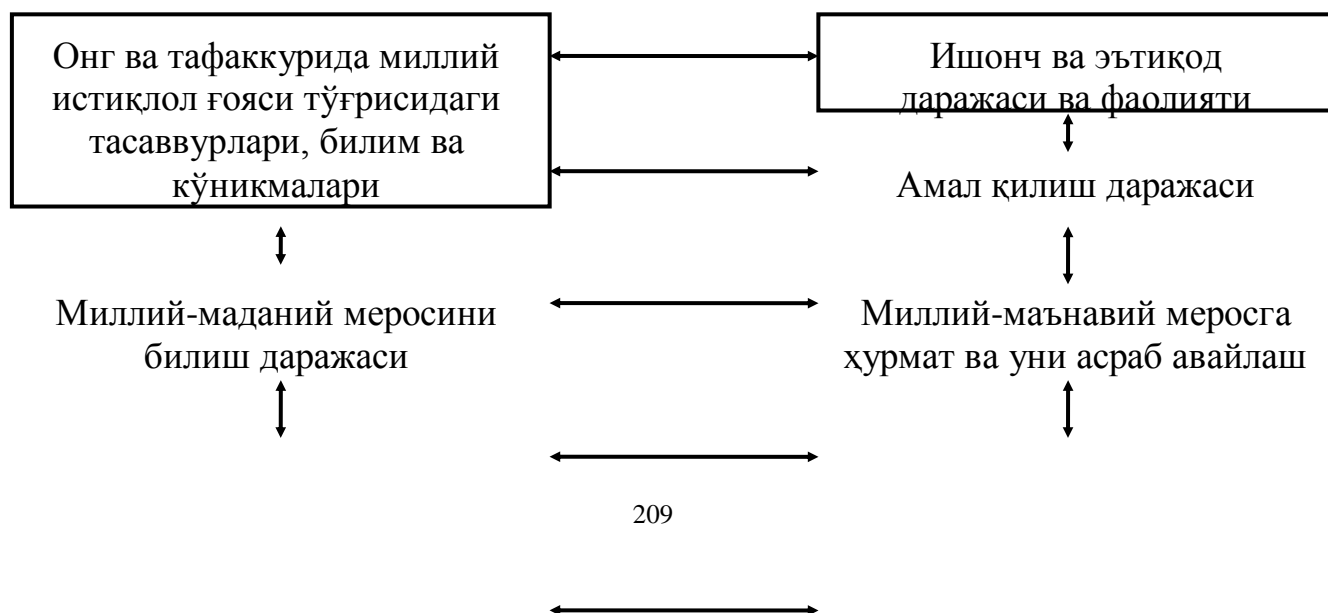 Онг ва тафаккурида миллий
истиқлол ғояси тўғрисидаги
тасаввурлари, билим ва
кўникмалари
Ишонч ва эътиқод
даражаси ва фаолияти
Амал қилиш даражаси
Миллий-маданий меросини
билиш даражаси
Миллий-маънавий меросга
ҳурмат ва уни асраб авайлаш
209